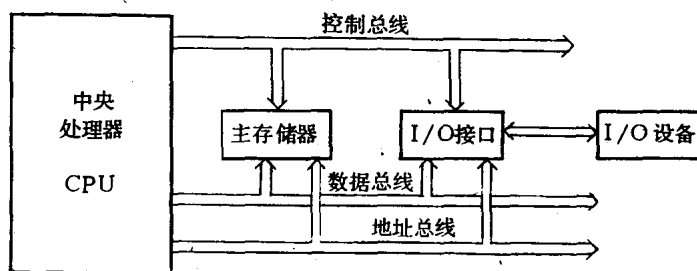 控制总线
中央
处理器
CPU
主存储器
I/O接口
I/O设备
数据总线
地址总线